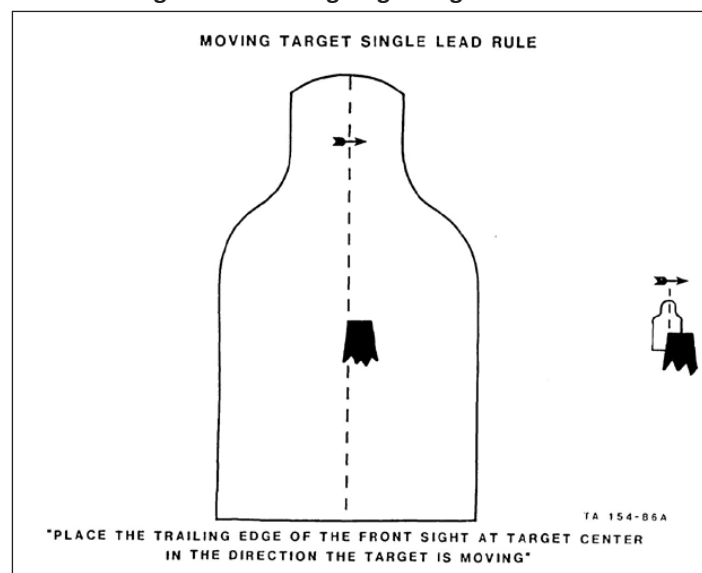 MOVING TARGET SINGLE LEAD RULE
TA 154-86A
"PLACE THE TRAILING EDGE OF THE FRONT SIGHT AT TARGET CENTER
IN THE DIRECTION THE TARGET IS MOVING"